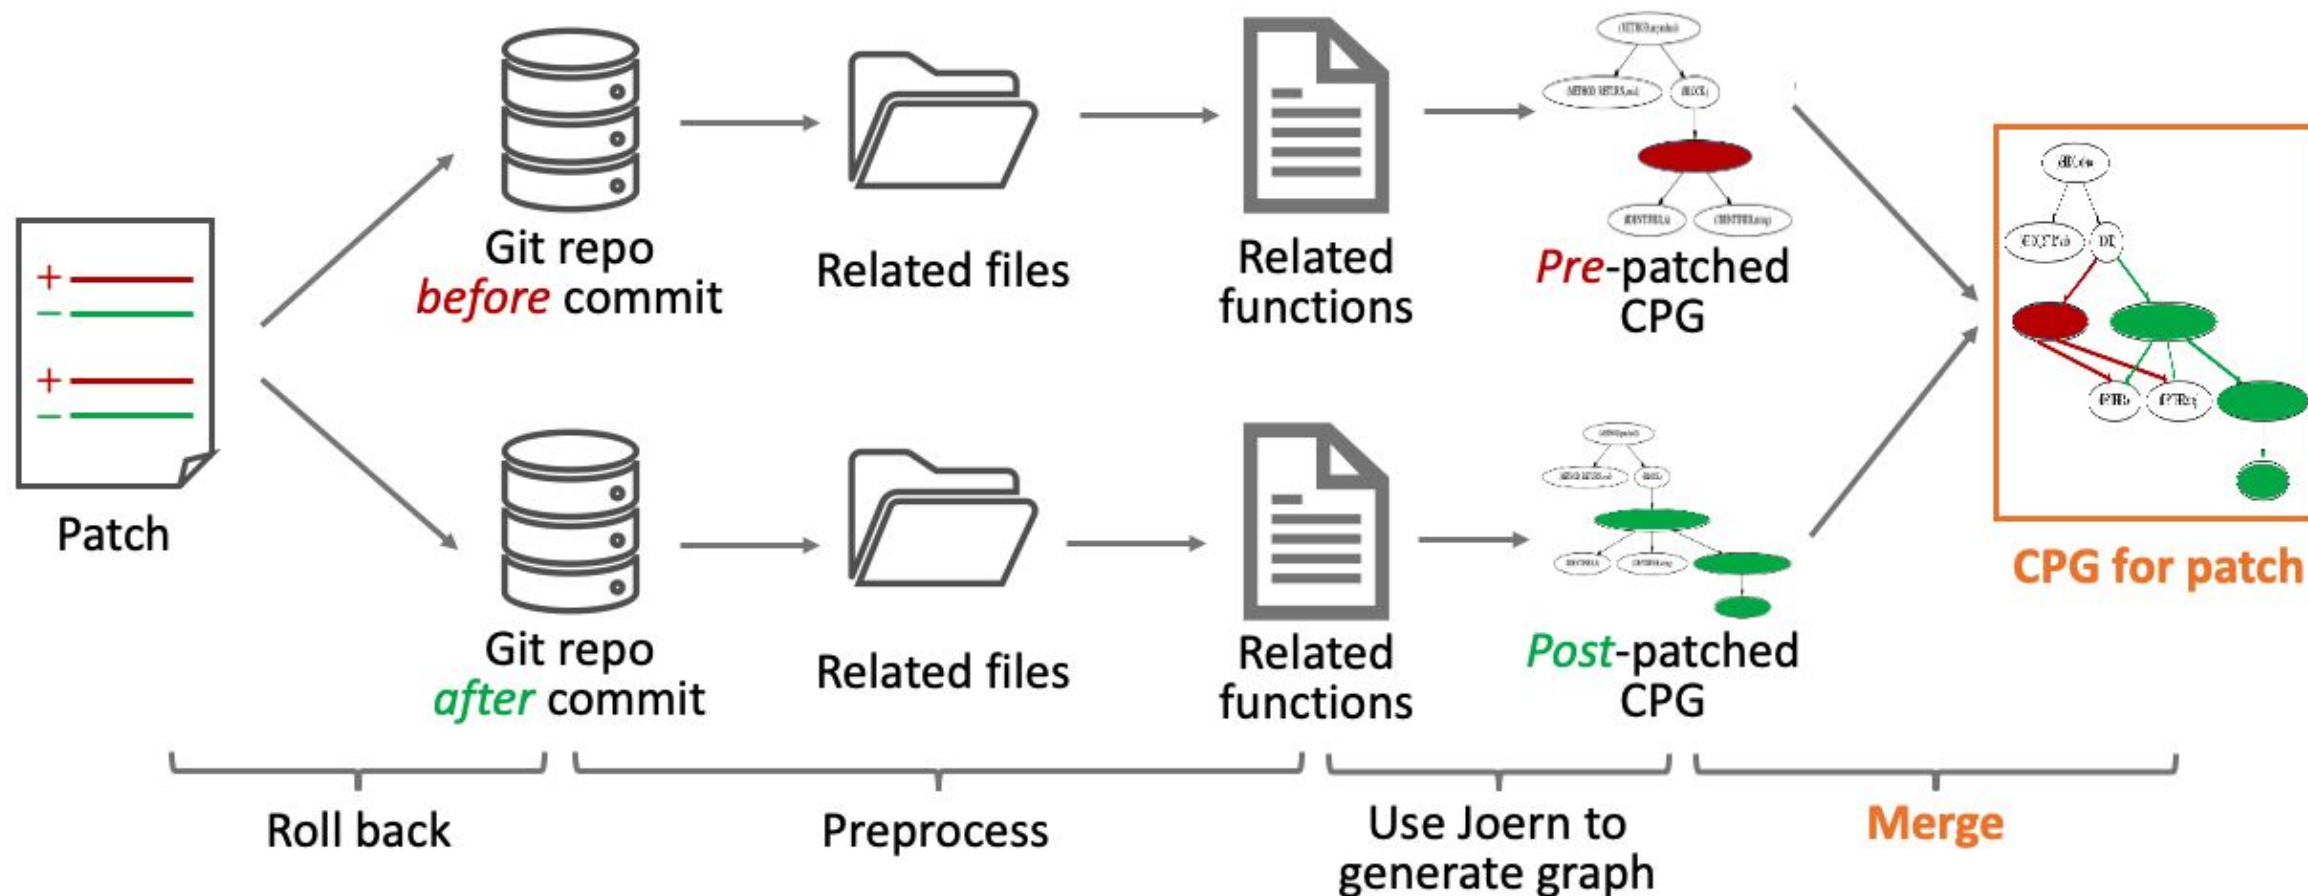 +
−
+
−
Patch
Git repo
before commit
Related files
Related
functions
Pre-patched
CPG
Git repo
after commit
Related files
Related
functions
Post-patched
CPG
CPG for patch
Roll back
Preprocess
Use Joern to
generate graph
Merge